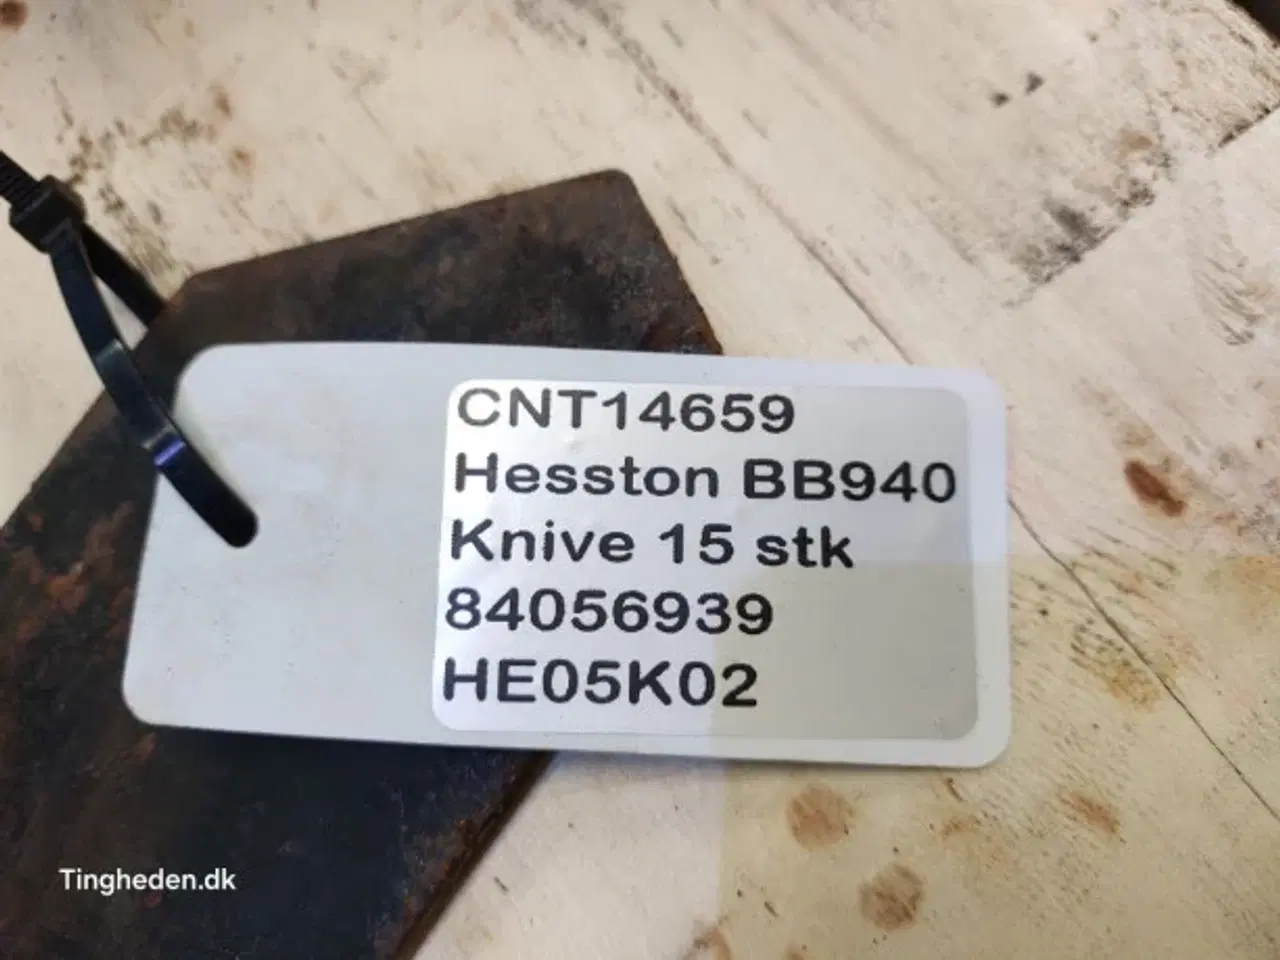 CNT14659
Hesston BB940
Knive 15 stk
84056939
HE05K02
Tingheden.dk